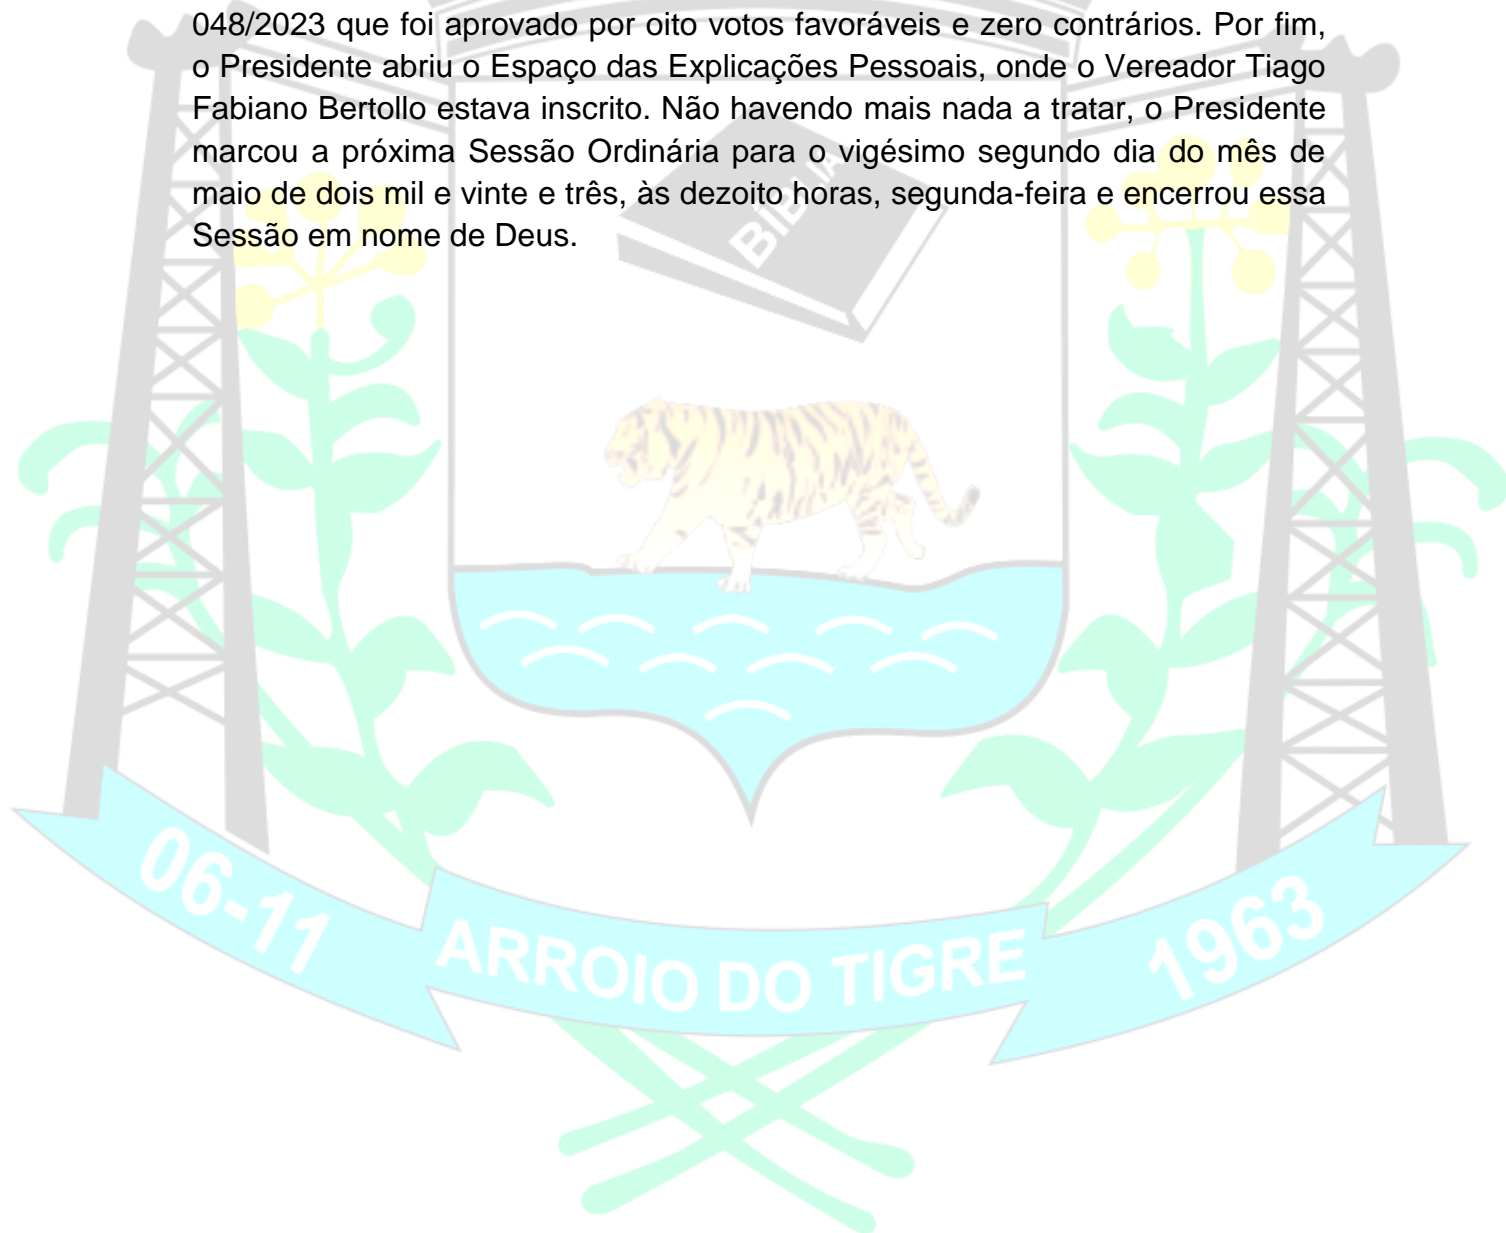 048/2023 que foi aprovado por oito votos favoráveis e zero contrários. Por fim,
o Presidente abriu o Espaço das Explicações Pessoais, onde o Vereador Tiago
Fabiano Bertollo estava inscrito. Não havendo mais nada a tratar, o Presidente
marcou a próxima Sessão Ordinária para o vigésimo segundo dia do mês de
maio de dois mil e vinte e três, às dezoito horas, segunda-feira e encerrou essa
Sessão em nome de Deus.
BÍBLIA
06-11
ARROIO DO TIGRE
1963